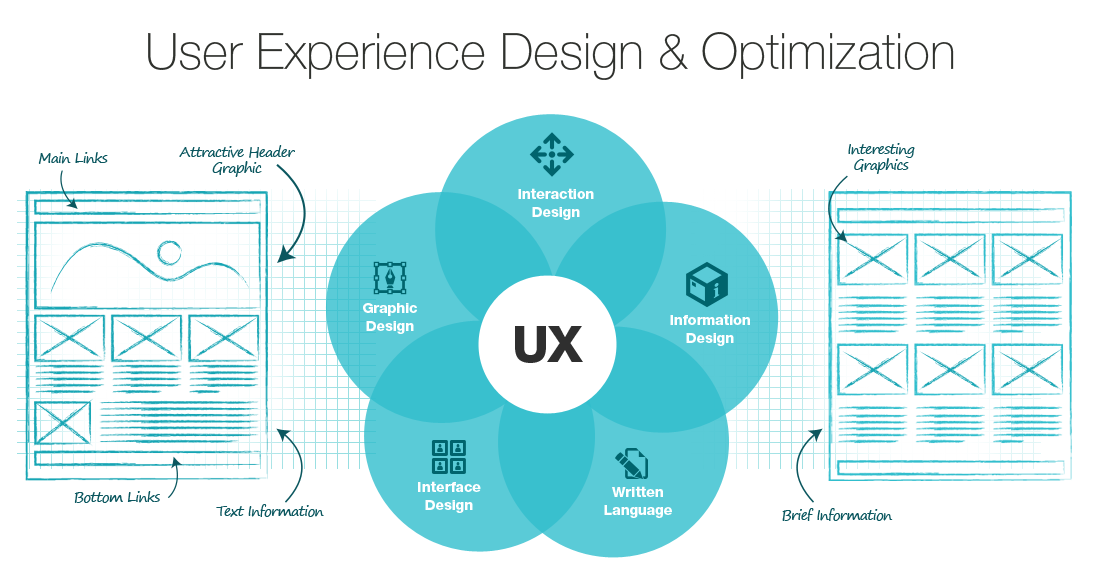 User Experience Design & Optimization
Main Links
Attractive Header
Graphic
Bottom Links
Text Information
Interaction
Design
Graphic
Design
Information
Design
UX
Interface
Design
Written
Language
Interesting
Graphics
Brief Information